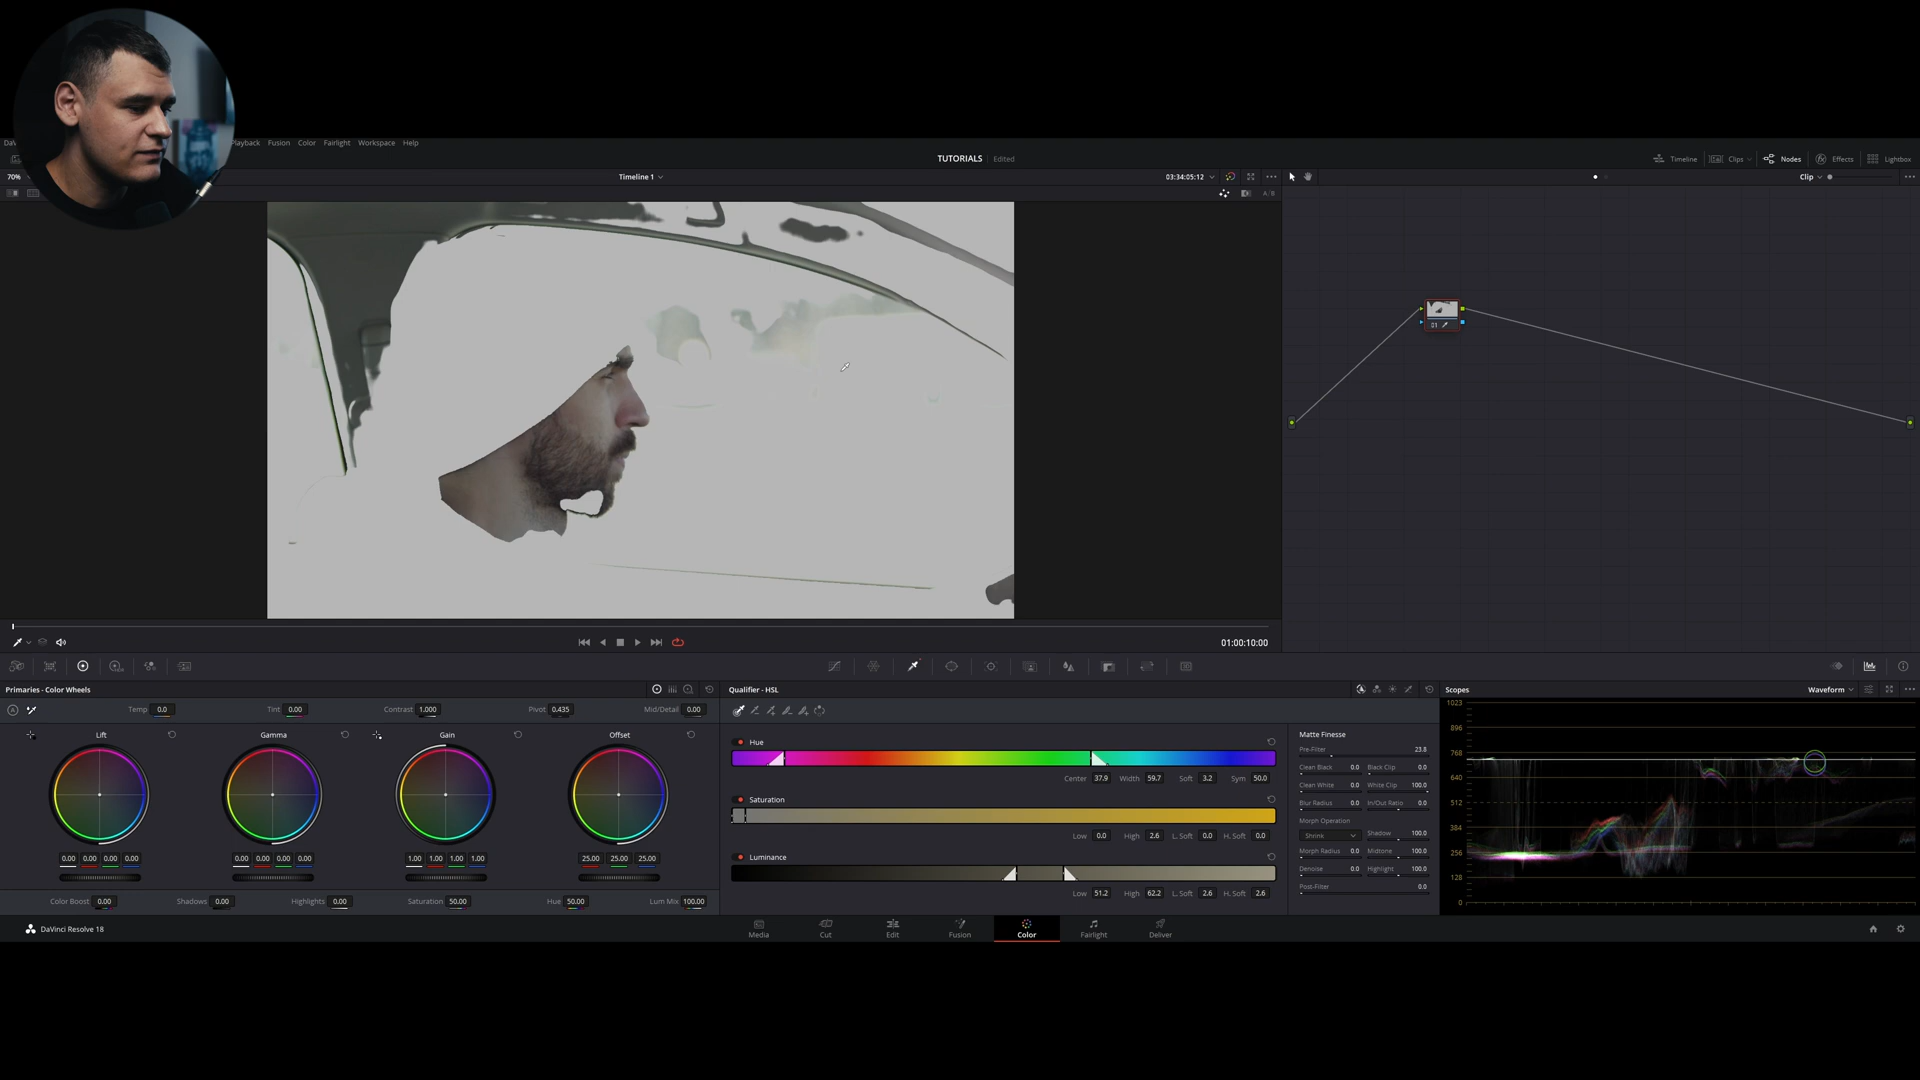 Playback Fusion Color Fairlight Workspace Help
TUTORIALS Edited
Timeline Clips Nodes Effects Lightbox
70%
Timeline 1
03:34:05:12
Clip
A/B
01
01:00:10:00
Primaries - Color Wheels
Temp 0.0 Tint 0.00 Contrast 1.000 Pivot 0.435 Mid/Detail 0.00
Lift Gamma Gain Offset
0.00 0.00 0.00 0.00
0.00 0.00 0.00 0.00
1.00 1.00 1.00 1.00
25.00 25.00 25.00
Color Boost 0.00 Shadows 0.00 Highlights 0.00 Saturation 50.00 Hue 50.00 Lum Mix 100.00
Qualifier - HSL
Hue
Center 37.9 Width 59.7 Soft 3.2 Sym 50.0
Saturation
Low 0.0 High 2.6 L. Soft 0.0 H. Soft 0.0
Luminance
Low 51.2 High 62.2 L. Soft 2.6 H. Soft 2.6
Matte Finesse
Pre-Filter 23.8
Clean Black 0.0 Black Clip 0.0
Clean White 0.0 White Clip 100.0
Blur Radius 0.0 In/Out Ratio 0.0
Morph Operation
Shrink Shadow 100.0
Morph Radius 0.0 Midtone 100.0
Denoise 0.0 Highlight 100.0
Post-Filter 0.0
Scopes
Waveform
1023
896
768
640
512
384
256
128
0
DaVinci Resolve 18
Media Cut Edit Fusion Color Fairlight Deliver